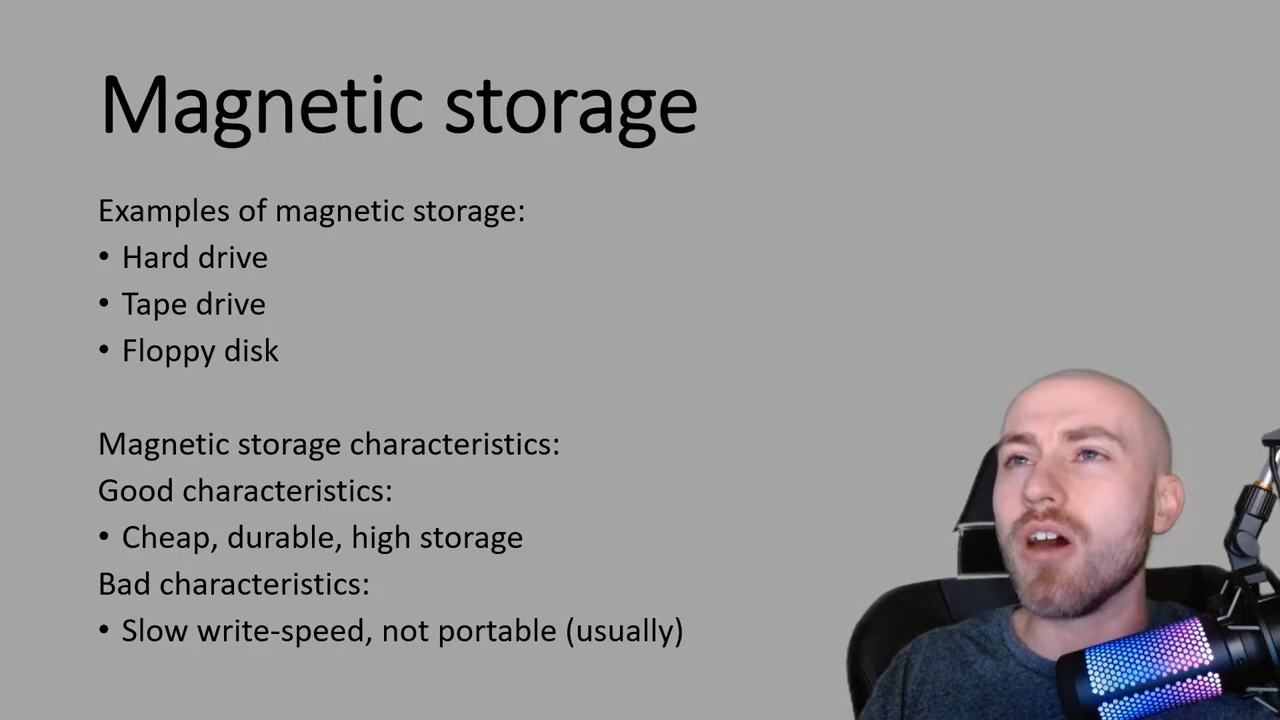 Magnetic storage
Examples of magnetic storage:
• Hard drive
• Tape drive
• Floppy disk
Magnetic storage characteristics:
Good characteristics:
• Cheap, durable, high storage
Bad characteristics:
• Slow write-speed, not portable (usually)